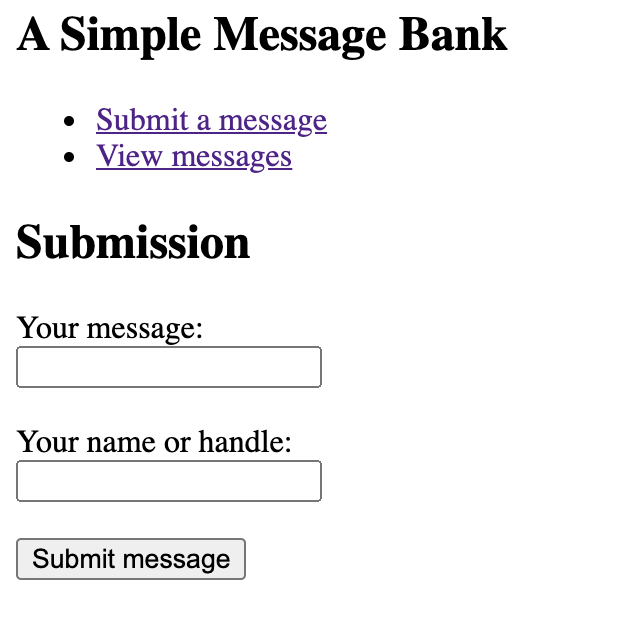 A Simple Message Bank
Submit a message
View messages
Submission
Your message:
Your name or handle:
Submit message